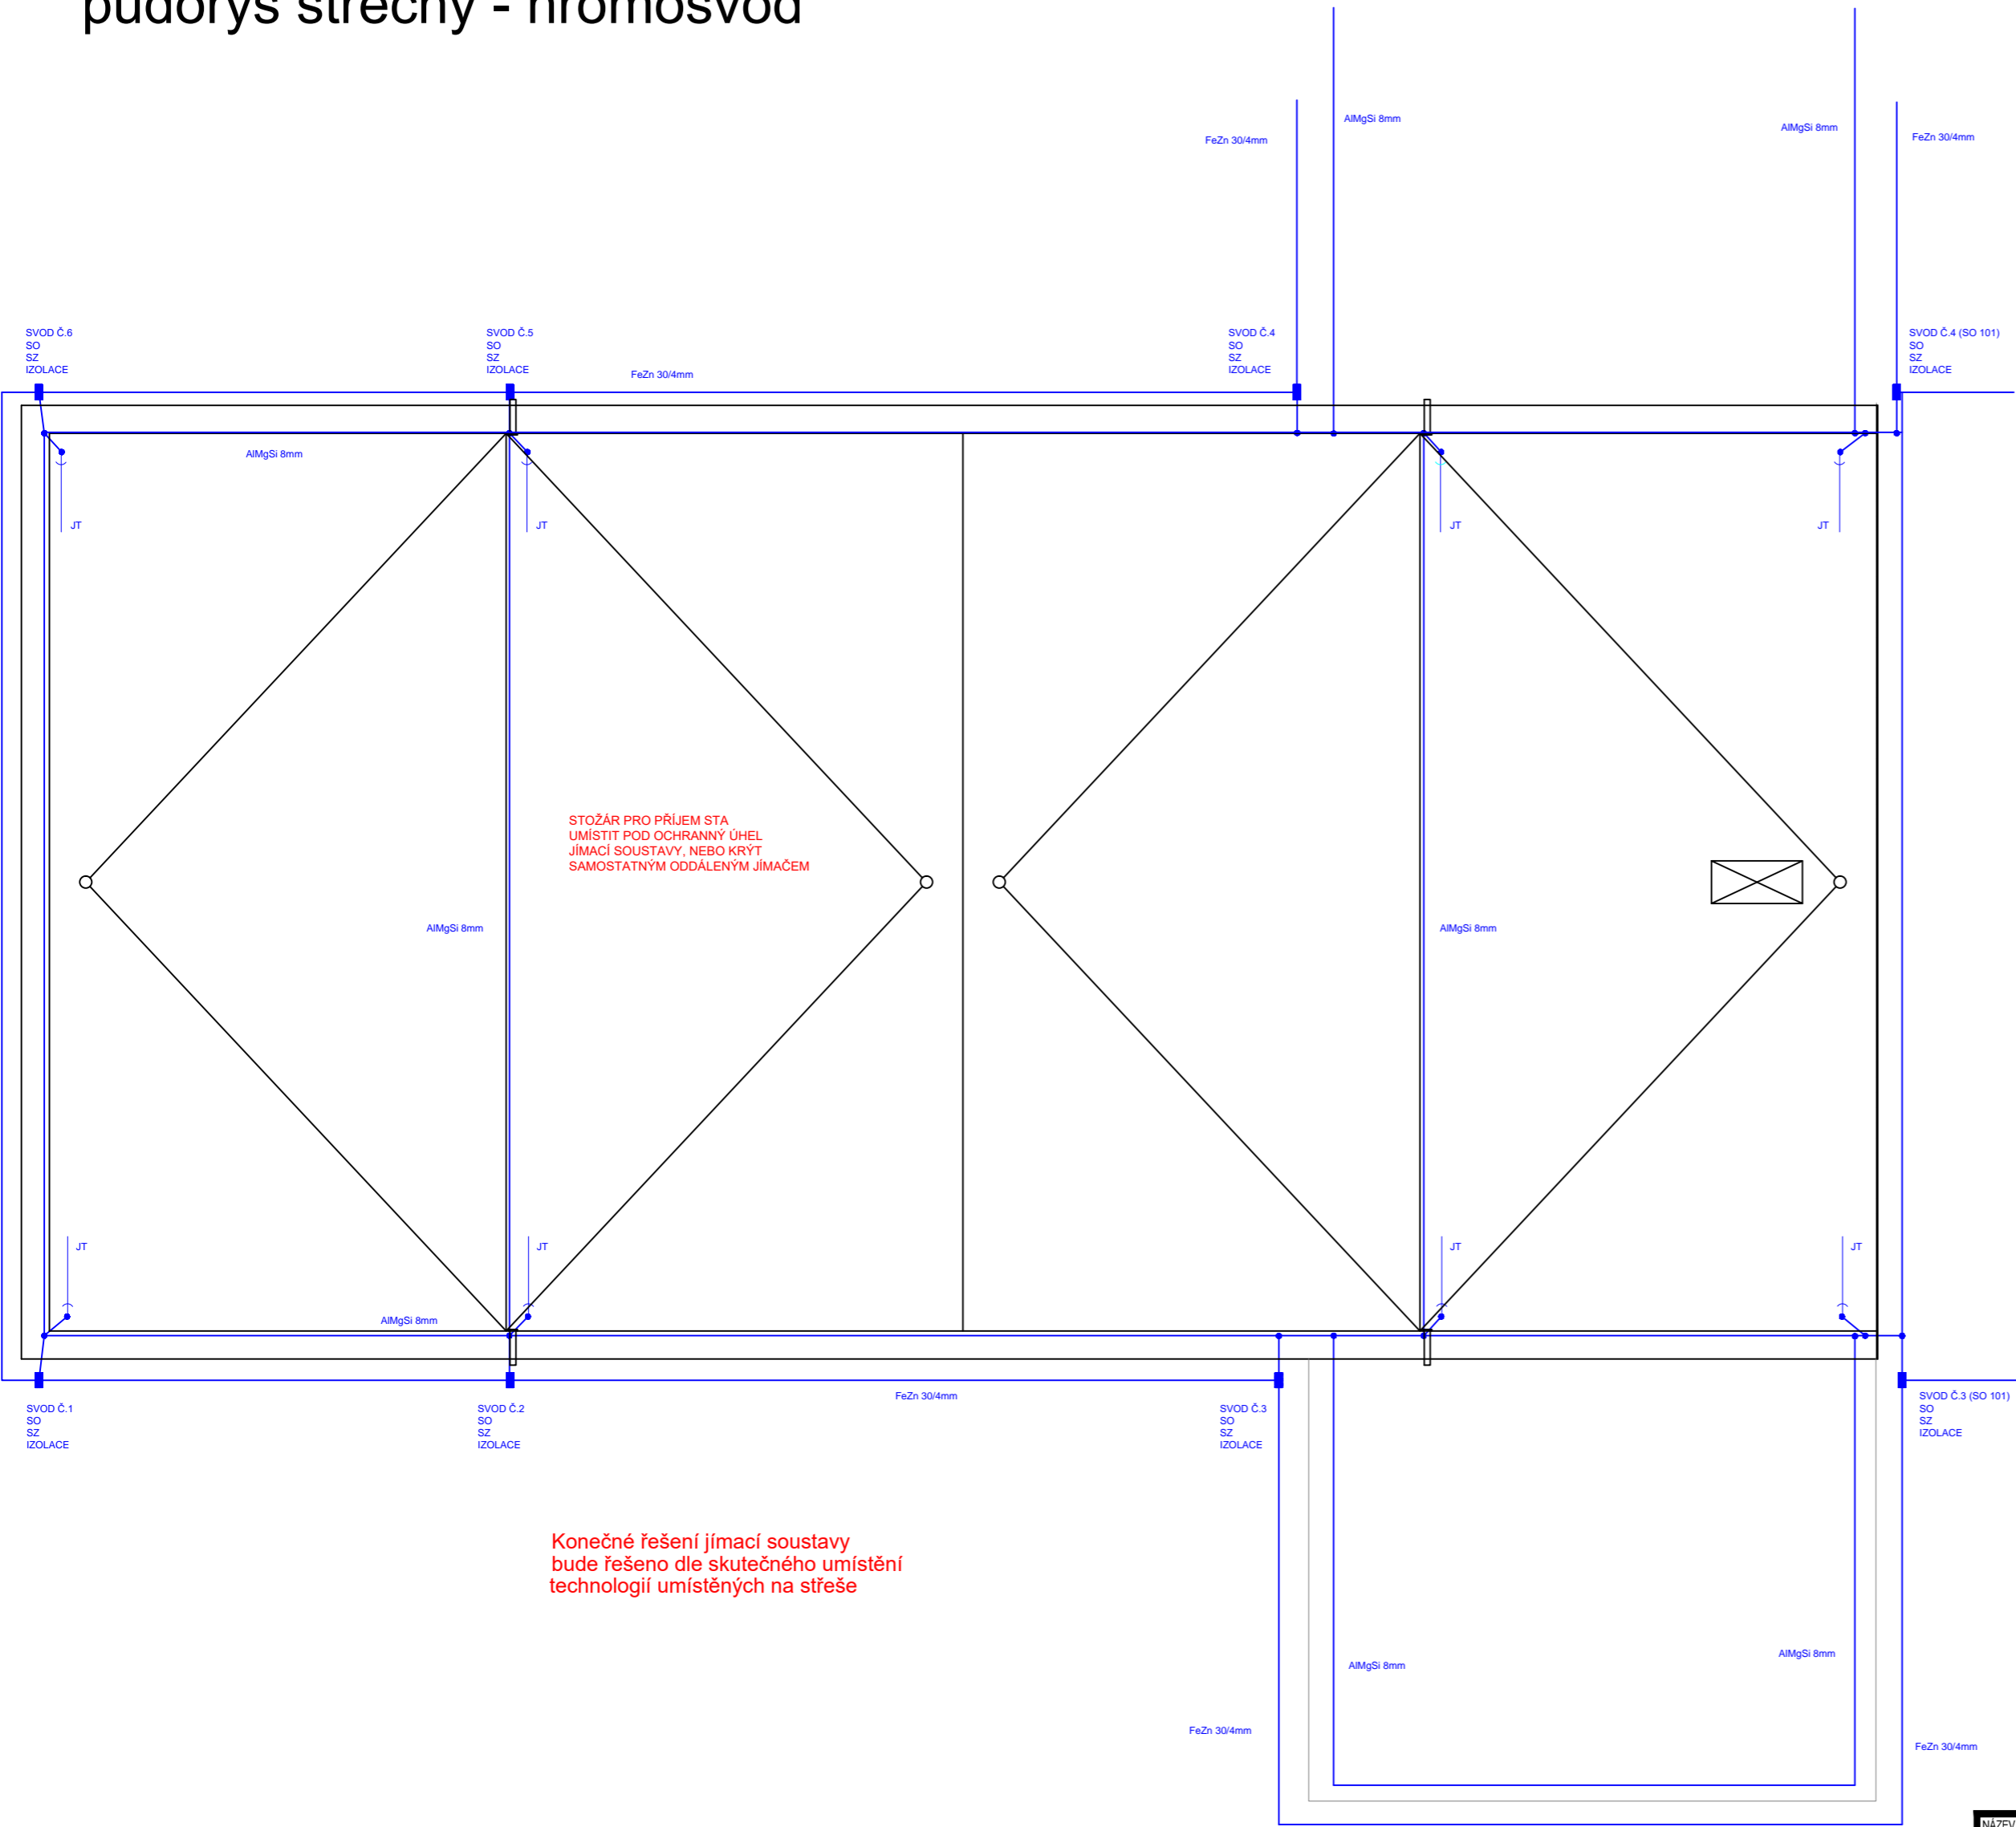 půdorys střechy - hromosvod
AlMgSi 8mm
AlMgSi 8mm
FeZn 30/4mm
FeZn 30/4mm
SVOD Č.6
SO
SZ
IZOLACE
SVOD Č.5
SO
SZ
IZOLACE
FeZn 30/4mm
SVOD Č.4
SO
SZ
IZOLACE
SVOD Č.4 (SO 101)
SO
SZ
IZOLACE
AlMgSi 8mm
JT
JT
JT
JT
STOŽÁR PRO PŘÍJEM STA
UMÍSTIT POD OCHRANNÝ ÚHEL
JÍMACÍ SOUSTAVY, NEBO KRÝT
SAMOSTATNÝM ODDÁLENÝM JÍMAČEM
AlMgSi 8mm
AlMgSi 8mm
JT
JT
JT
JT
AlMgSi 8mm
FeZn 30/4mm
SVOD Č.1
SO
SZ
IZOLACE
SVOD Č.2
SO
SZ
IZOLACE
SVOD Č.3
SO
SZ
IZOLACE
SVOD Č.3 (SO 101)
SO
SZ
IZOLACE
Konečné řešení jímací soustavy
bude řešeno dle skutečného umístění
technologií umístěných na střeše
AlMgSi 8mm
AlMgSi 8mm
FeZn 30/4mm
FeZn 30/4mm
NÁZEV